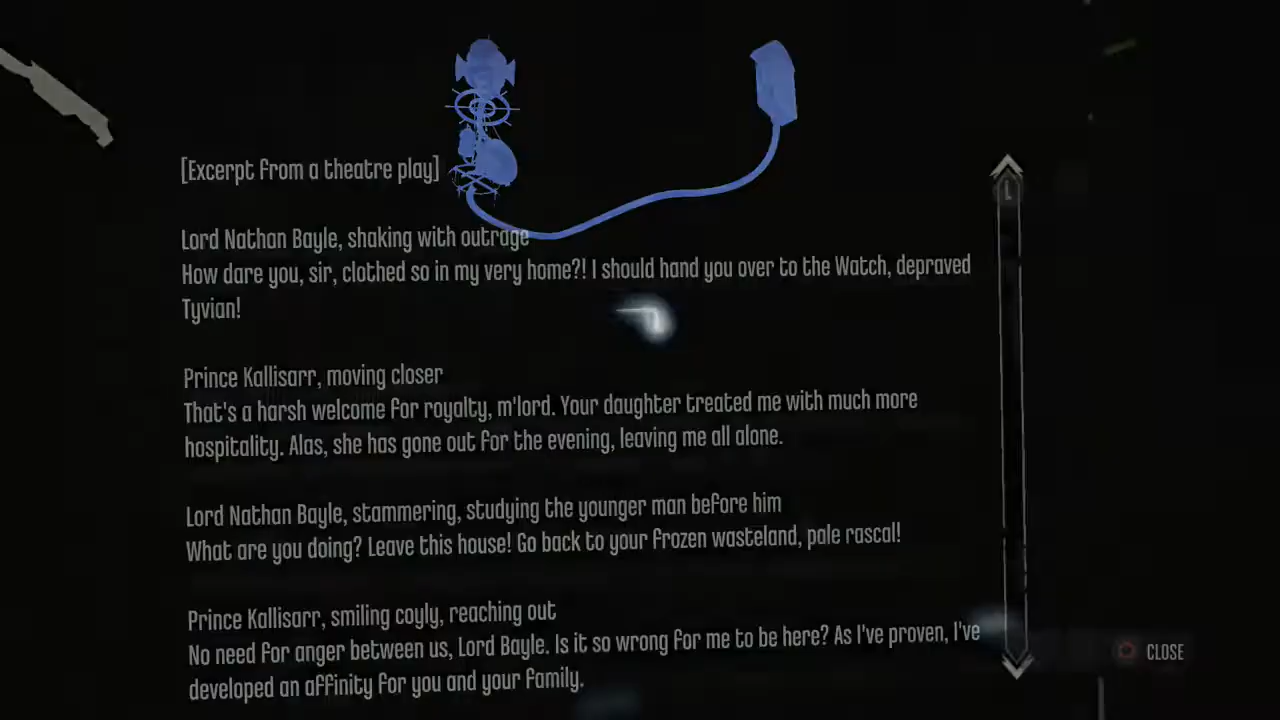 [Excerpt from a theatre play]
Lord Nathan Bayle, shaking with outrage
How dare you, sir, clothed so in my very home?! I should hand you over to the Watch, depraved
Tyvian!
Prince Kallisarr, moving closer
That's a harsh welcome for royalty, m'lord. Your daughter treated me with much more
hospitality. Alas, she has gone out for the evening, leaving me all alone.
Lord Nathan Bayle, stammering, studying the younger man before him
What are you doing? Leave this house! Go back to your frozen wasteland, pale rascal!
Prince Kallisarr, smiling coyly, reaching out
No need for anger between us, Lord Bayle. Is it so wrong for me to be here? As I've proven, I've
developed an affinity for you and your family.
L
CLOSE